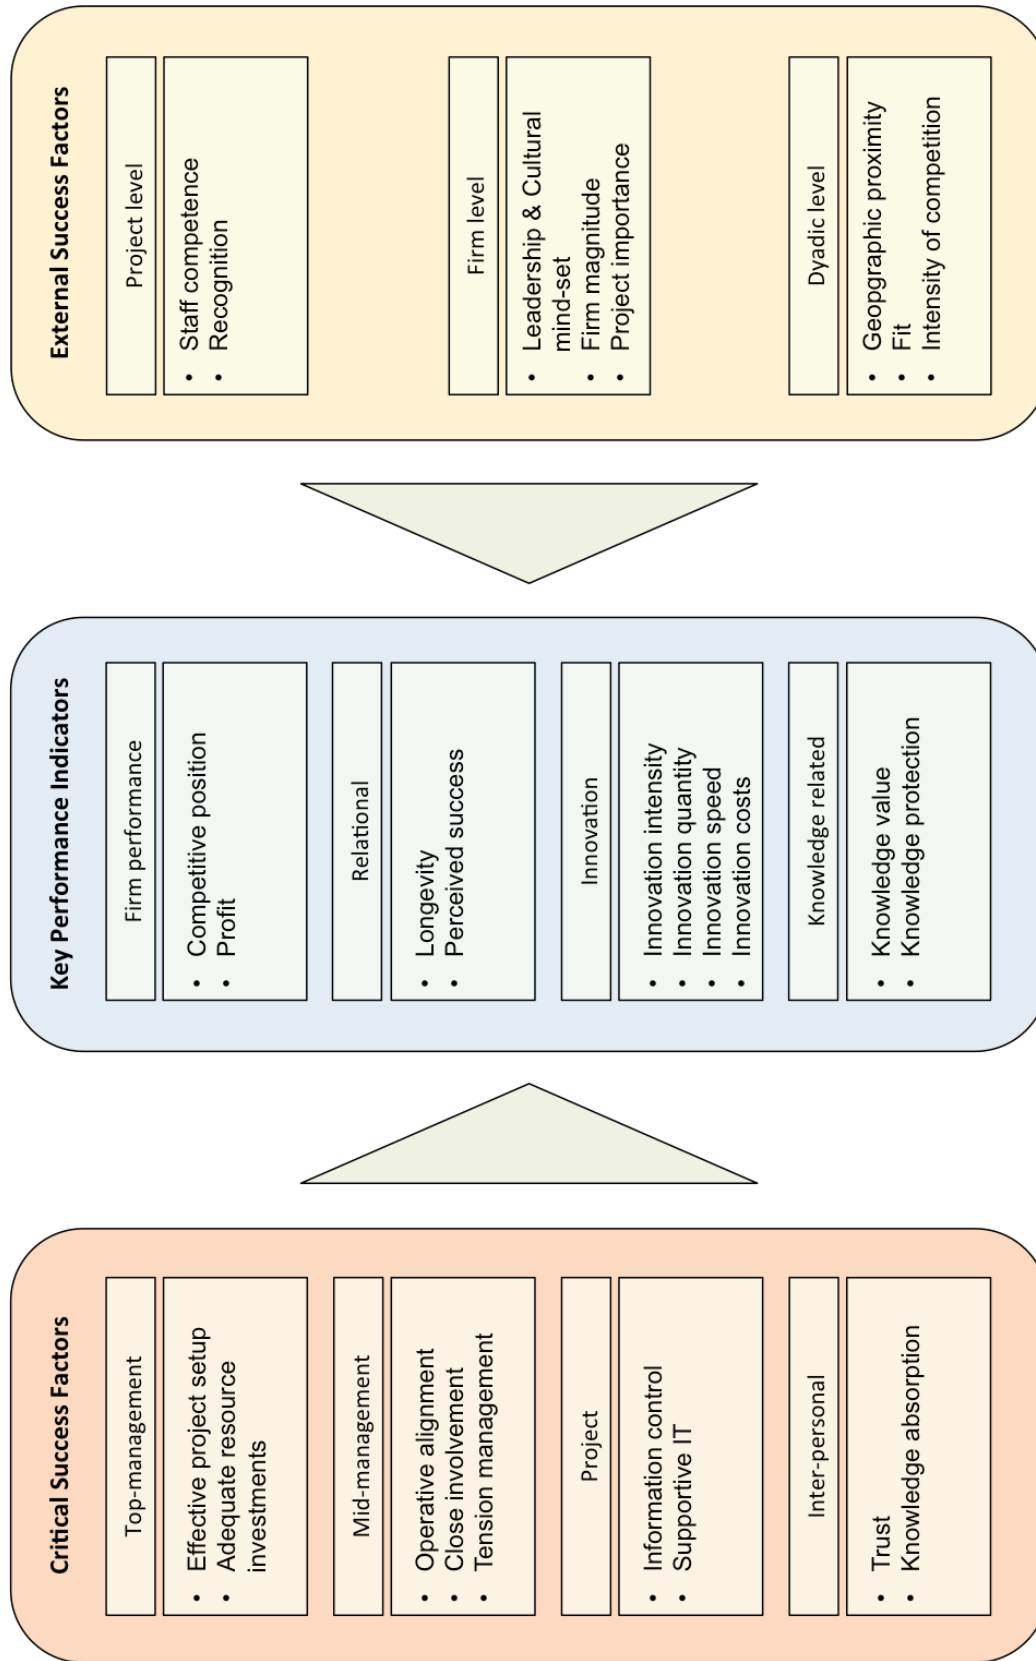 Critical Success Factors
Top-management
• Effective project setup
• Adequate resource
investments
Mid-management
• Operative alignment
• Close involvement
• Tension management
Project
• Information control
• Supportive IT
Inter-personal
• Trust
• Knowledge absorption
Key Performance Indicators
Firm performance
• Competitive position
• Profit
Relational
• Longevity
• Perceived success
Innovation
• Innovation intensity
• Innovation quantity
• Innovation speed
• Innovation costs
Knowledge related
• Knowledge value
• Knowledge protection
External Success Factors
Project level
• Staff competence
• Recognition
Firm level
• Leadership & Cultural
mind-set
• Firm magnitude
• Project importance
Dyadic level
• Geopgraphic proximity
• Fit
• Intensity of competition